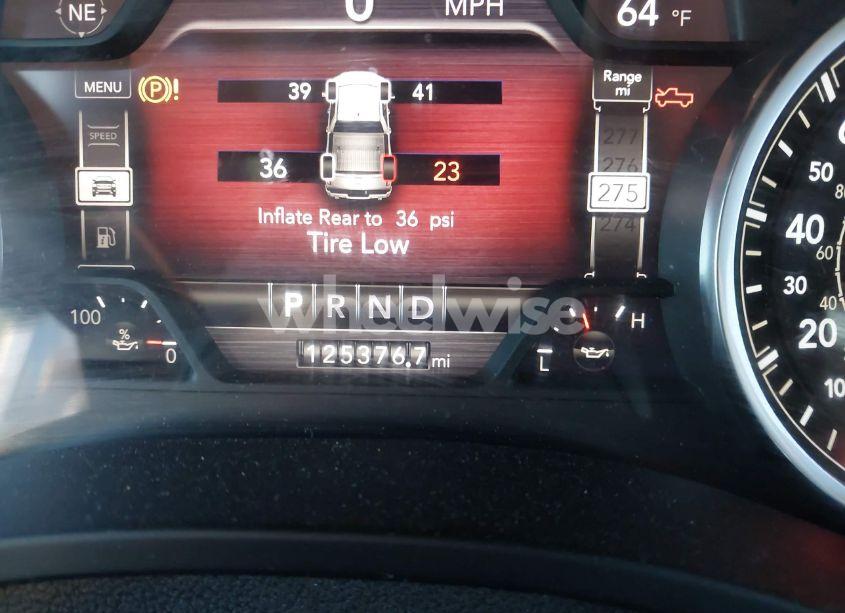 NE
0 MPH
64 °F
MENU
P!
39
41
Range
mi
SPEED
277
36
23
276
275
274
Inflate Rear to 36 psi
Tire Low
100
%
0
P R N D
wheelwise
125376.7 mi
L
H
50
40
30
20
10
80
60
40